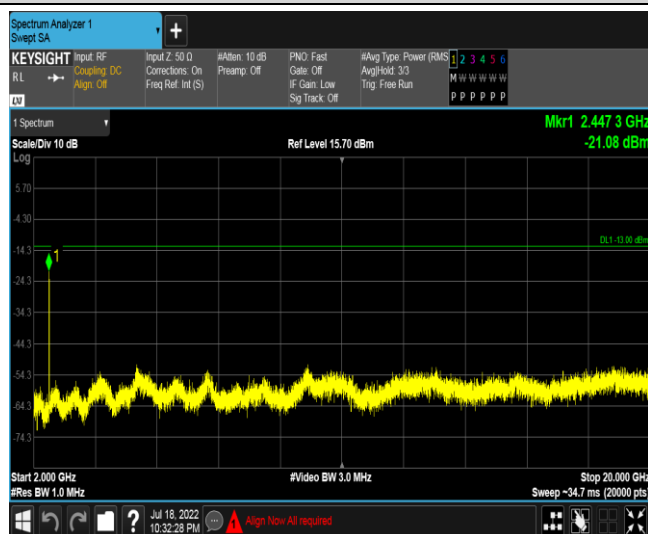 Spectrum Analyzer 1
Swept SA
+
KEYSIGHT
RL
LXI
Input: RF
Coupling: DC
Align: Off
Input Z: 50 Ω
Corrections: On
Freq Ref: Int (S)
#Atten: 10 dB
Preamp: Off
PNO: Fast
Gate: Off
IF Gain: Low
Sig Track: Off
#Avg Type: Power (RMS
Avg|Hold: 3/3
Trig: Free Run
1 2 3 4 5 6
M W W W W W
P P P P P P
1 Spectrum
Scale/Div 10 dB
Ref Level 15.70 dBm
Mkr1 2.447 3 GHz
-21.08 dBm
Log
5.70
-4.30
-14.3
-24.3
-34.3
-44.3
-54.3
-64.3
-74.3
DL1 -13.00 dBm
1
Start 2.000 GHz
#Res BW 1.0 MHz
#Video BW 3.0 MHz
Stop 20.000 GHz
Sweep ~34.7 ms (20000 pts)
?
Jul 18, 2022
10:32:28 PM
1
Align Now All required